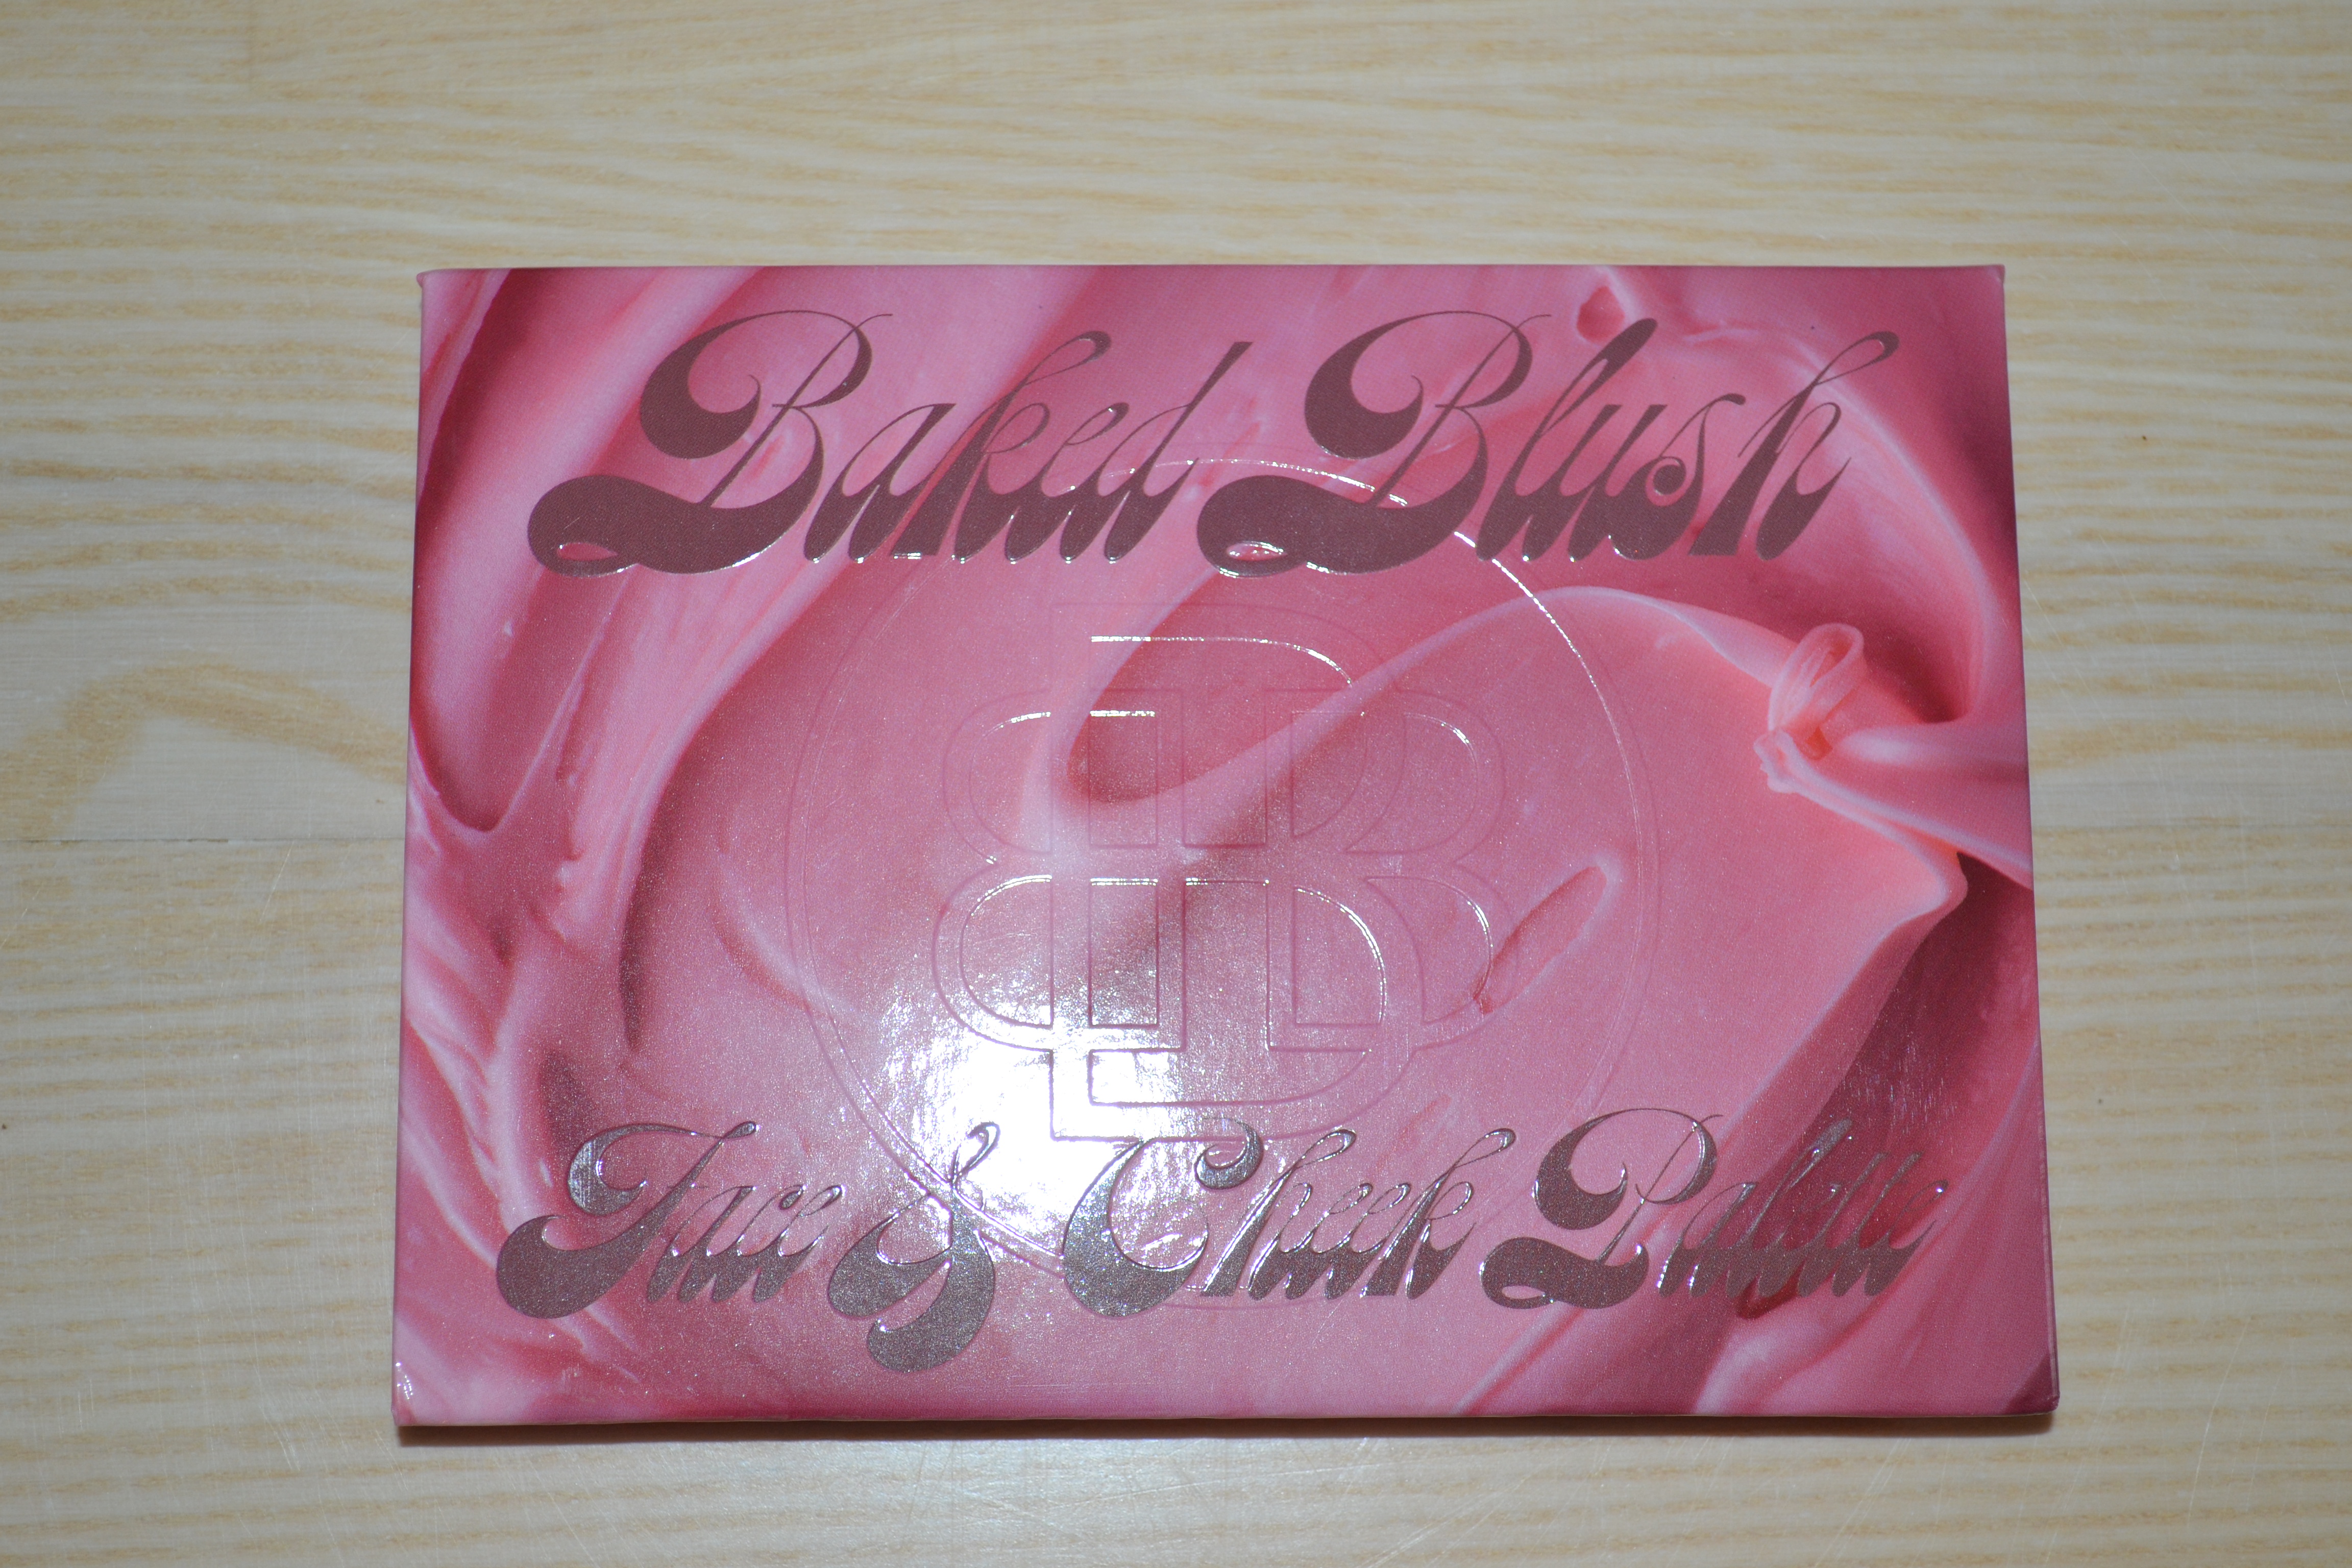 Baked Blush
Face & Cheek Palette